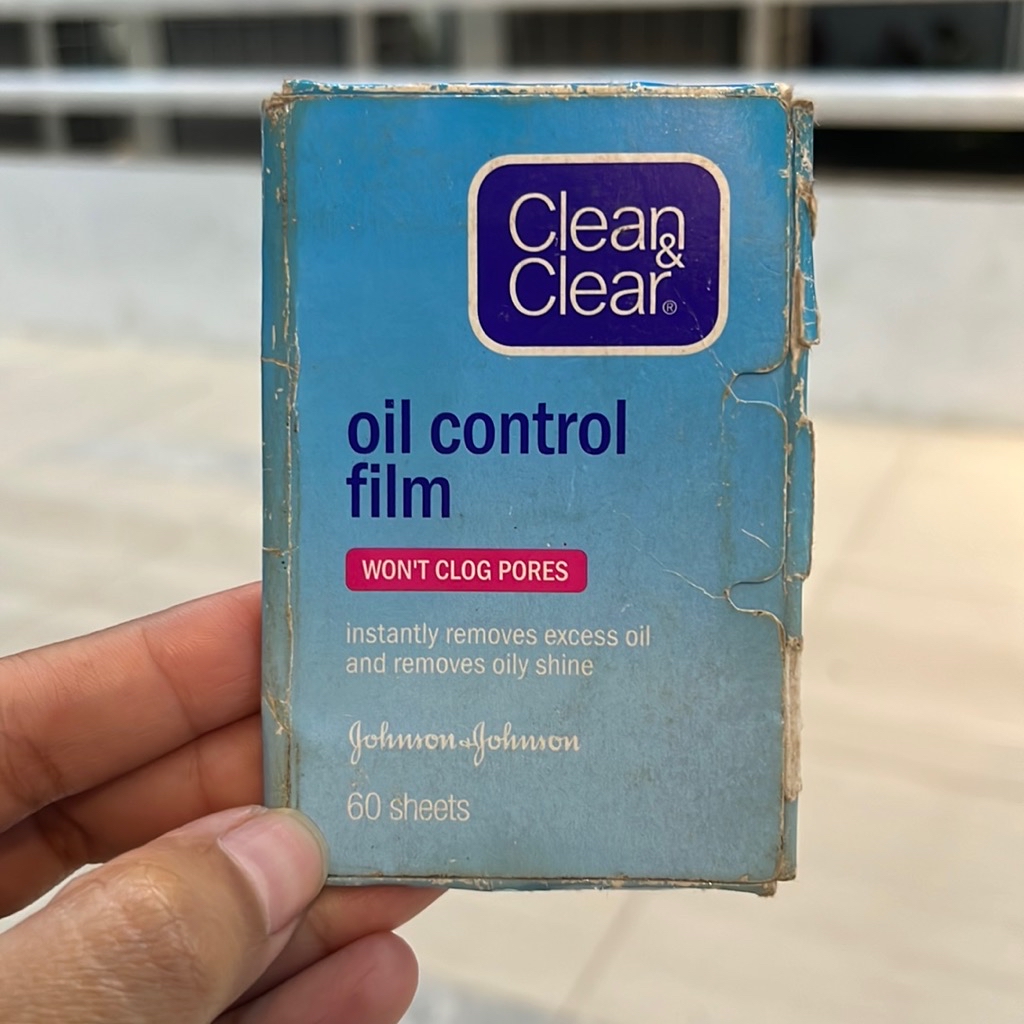 Clean
&
Clear®
oil control
film
WON'T CLOG PORES
instantly removes excess oil
and removes oily shine
Johnson & Johnson
60 sheets